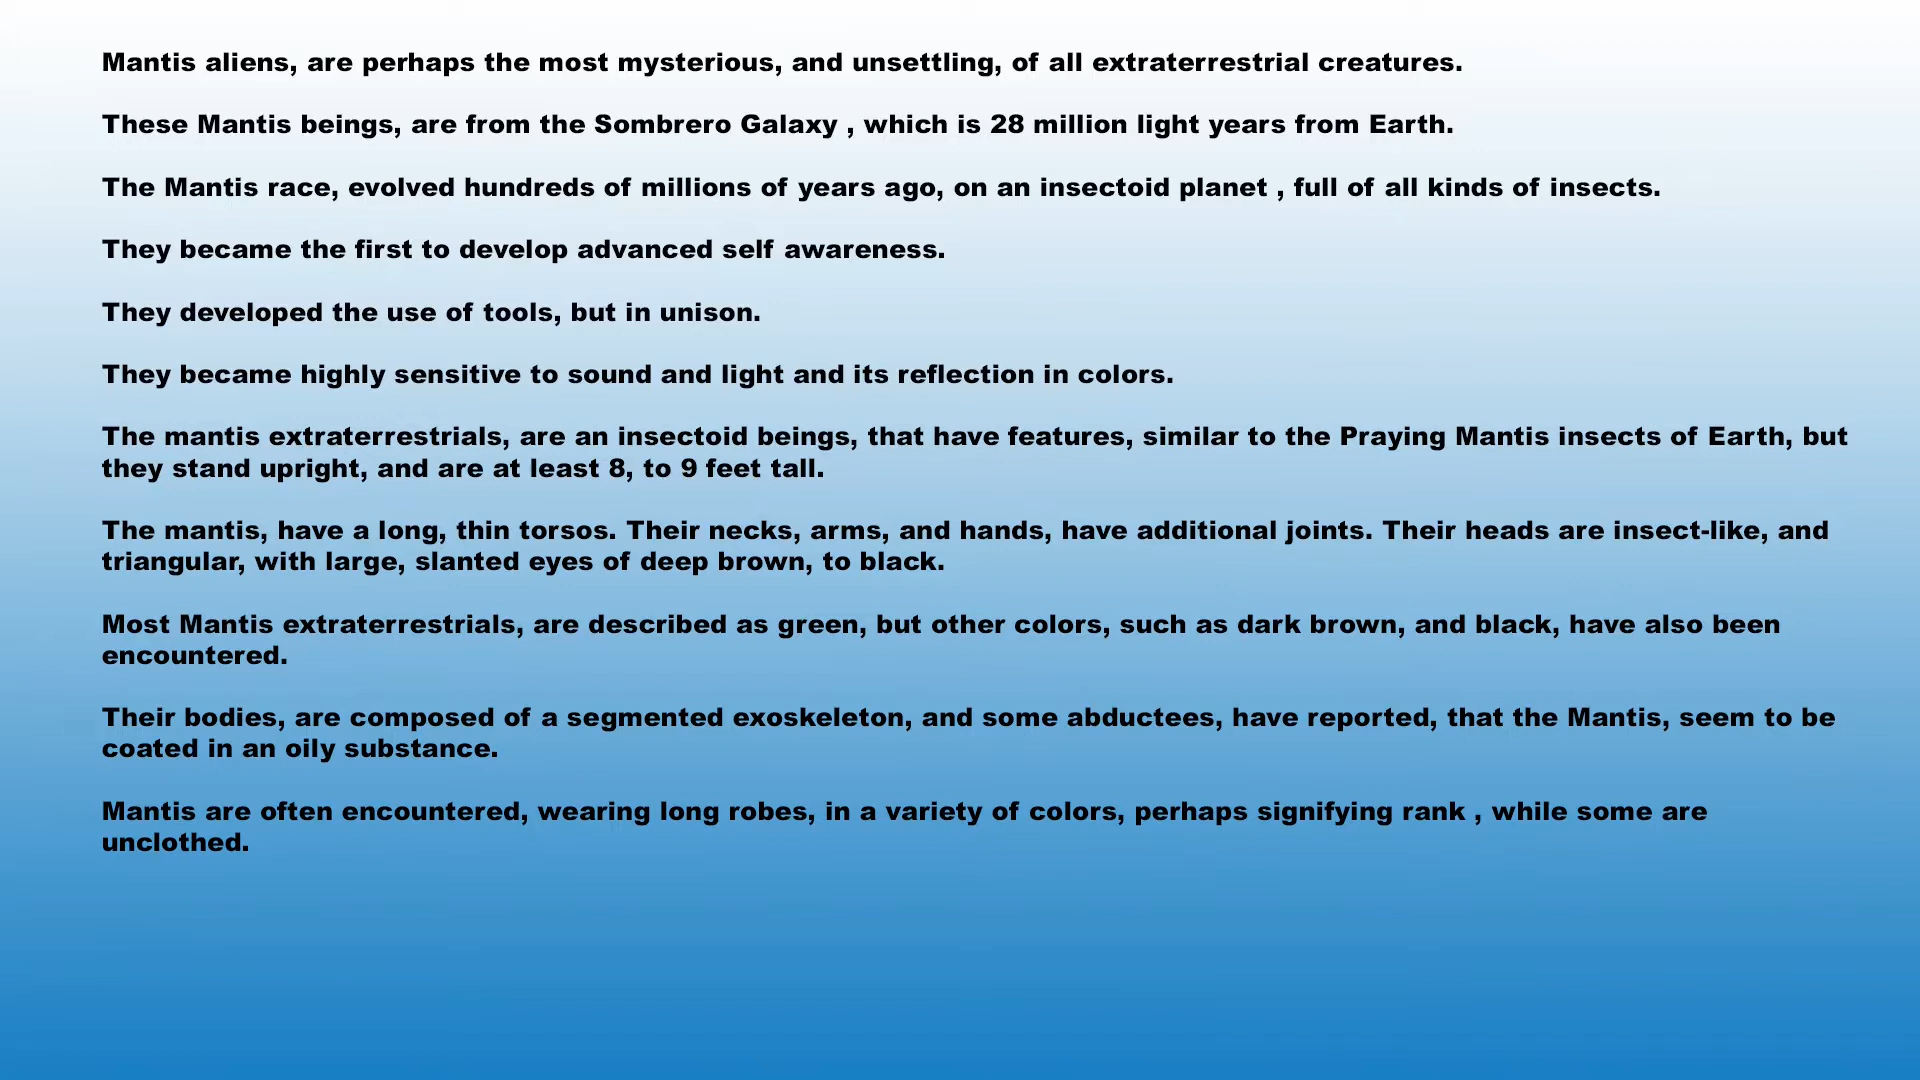 Mantis aliens, are perhaps the most mysterious, and unsettling, of all extraterrestrial creatures.
These Mantis beings, are from the Sombrero Galaxy , which is 28 million light years from Earth.
The Mantis race, evolved hundreds of millions of years ago, on an insectoid planet , full of all kinds of insects.
They became the first to develop advanced self awareness.
They developed the use of tools, but in unison.
They became highly sensitive to sound and light and its reflection in colors.
The mantis extraterrestrials, are an insectoid beings, that have features, similar to the Praying Mantis insects of Earth, but
they stand upright, and are at least 8, to 9 feet tall.
The mantis, have a long, thin torsos. Their necks, arms, and hands, have additional joints. Their heads are insect-like, and
triangular, with large, slanted eyes of deep brown, to black.
Most Mantis extraterrestrials, are described as green, but other colors, such as dark brown, and black, have also been
encountered.
Their bodies, are composed of a segmented exoskeleton, and some abductees, have reported, that the Mantis, seem to be
coated in an oily substance.
Mantis are often encountered, wearing long robes, in a variety of colors, perhaps signifying rank , while some are
unclothed.